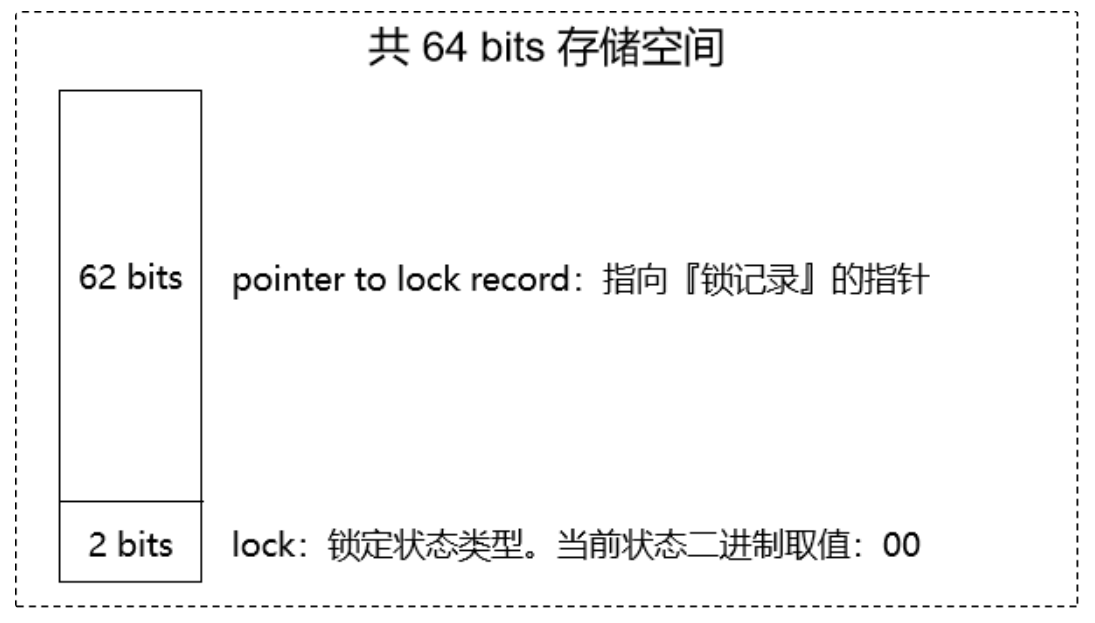 共 64 bits 存储空间
62 bits
pointer to lock record：指向『锁记录』的指针
2 bits
lock：锁定状态类型。当前状态二进制取值：00